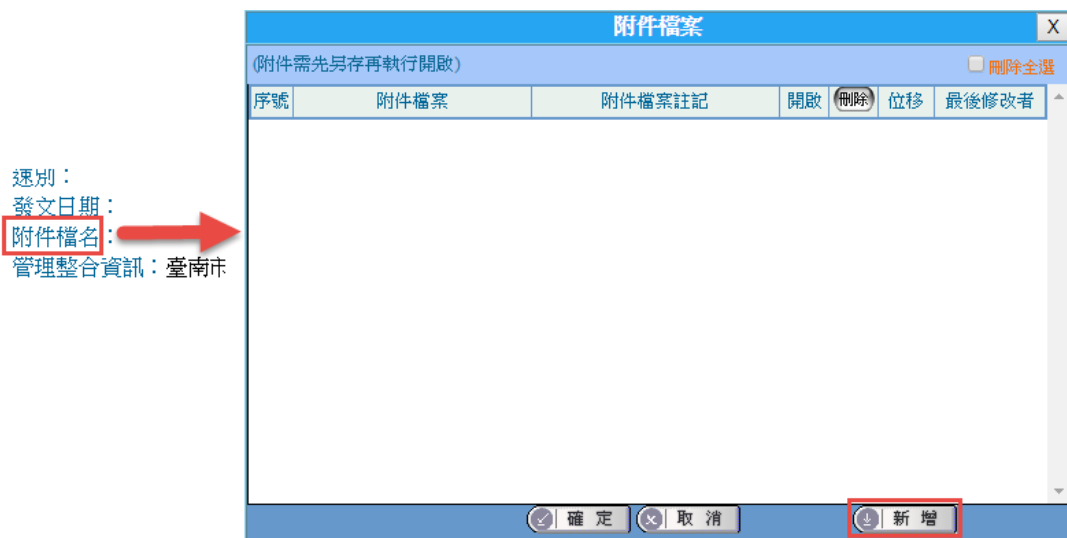 附件檔案
X
(附件需先另存再執行開啟)
刪除全選
序號 附件檔案 附件檔案註記 開啟 刪除 位移 最後修改者
速別：
發文日期：
附件檔名：
管理整合資訊：臺南市
確 定 取 消 新 增